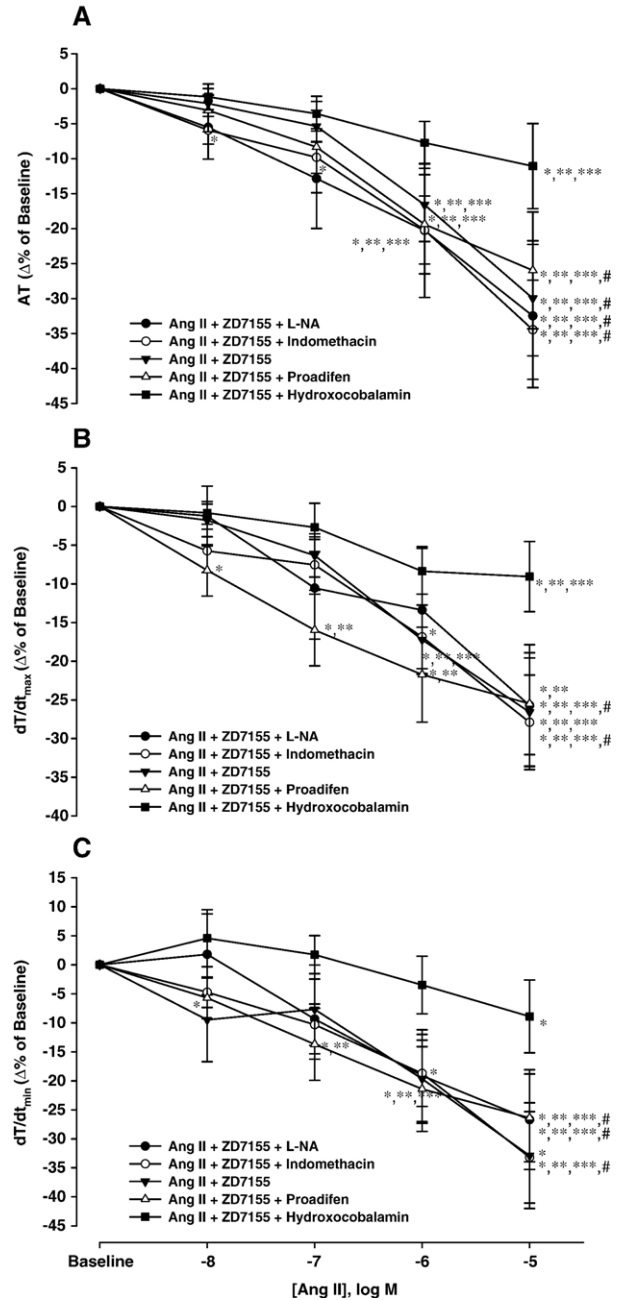 A
5
0
-5
-10
-15
-20
-25
-30
-35
-40
-45
AT (Δ% of Baseline)
*
*
*,**,***
*,**,***
*,**,***
*,**,***
*,**,***,#
*,**,***,#
*,**,***,#
*,**,***,#
Ang II + ZD7155 + L-NA
Ang II + ZD7155 + Indomethacin
Ang II + ZD7155
Ang II + ZD7155 + Proadifen
Ang II + ZD7155 + Hydroxocobalamin
B
5
0
-5
-10
-15
-20
-25
-30
-35
-40
dT/dtmax (Δ% of Baseline)
*
*,**
*
*,**,***
*,**
*,**,***
*,**
*,**,***,#
*,**,***
*,**,***,#
Ang II + ZD7155 + L-NA
Ang II + ZD7155 + Indomethacin
Ang II + ZD7155
Ang II + ZD7155 + Proadifen
Ang II + ZD7155 + Hydroxocobalamin
C
15
10
5
0
-5
-10
-15
-20
-25
-30
-35
-40
-45
dT/dtmin (Δ% of Baseline)
*
*,**
*
*,**,***
*
*,**,***,#
*,**,***,#
*
*,**,***,#
Ang II + ZD7155 + L-NA
Ang II + ZD7155 + Indomethacin
Ang II + ZD7155
Ang II + ZD7155 + Proadifen
Ang II + ZD7155 + Hydroxocobalamin
Baseline -8 -7 -6 -5
[Ang II], log M